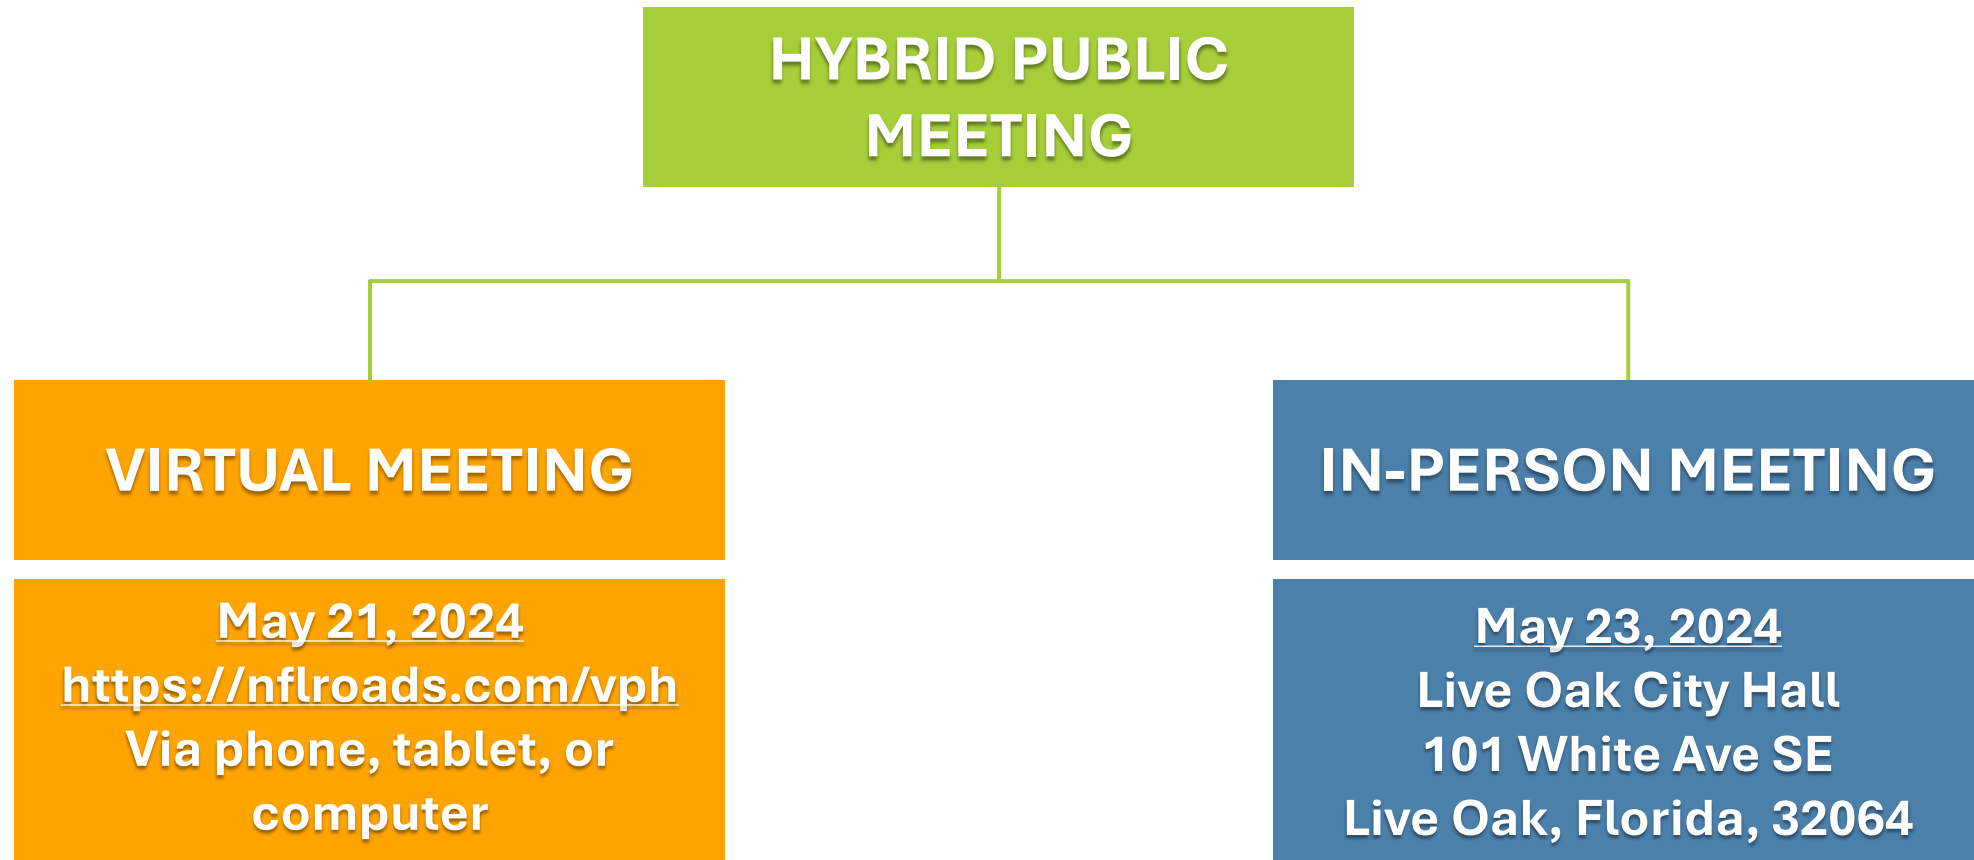 HYBRID PUBLIC
MEETING
VIRTUAL MEETING
May 21, 2024
https://nflroads.com/vph
Via phone, tablet, or
computer
IN-PERSON MEETING
May 23, 2024
Live Oak City Hall
101 White Ave SE
Live Oak, Florida, 32064